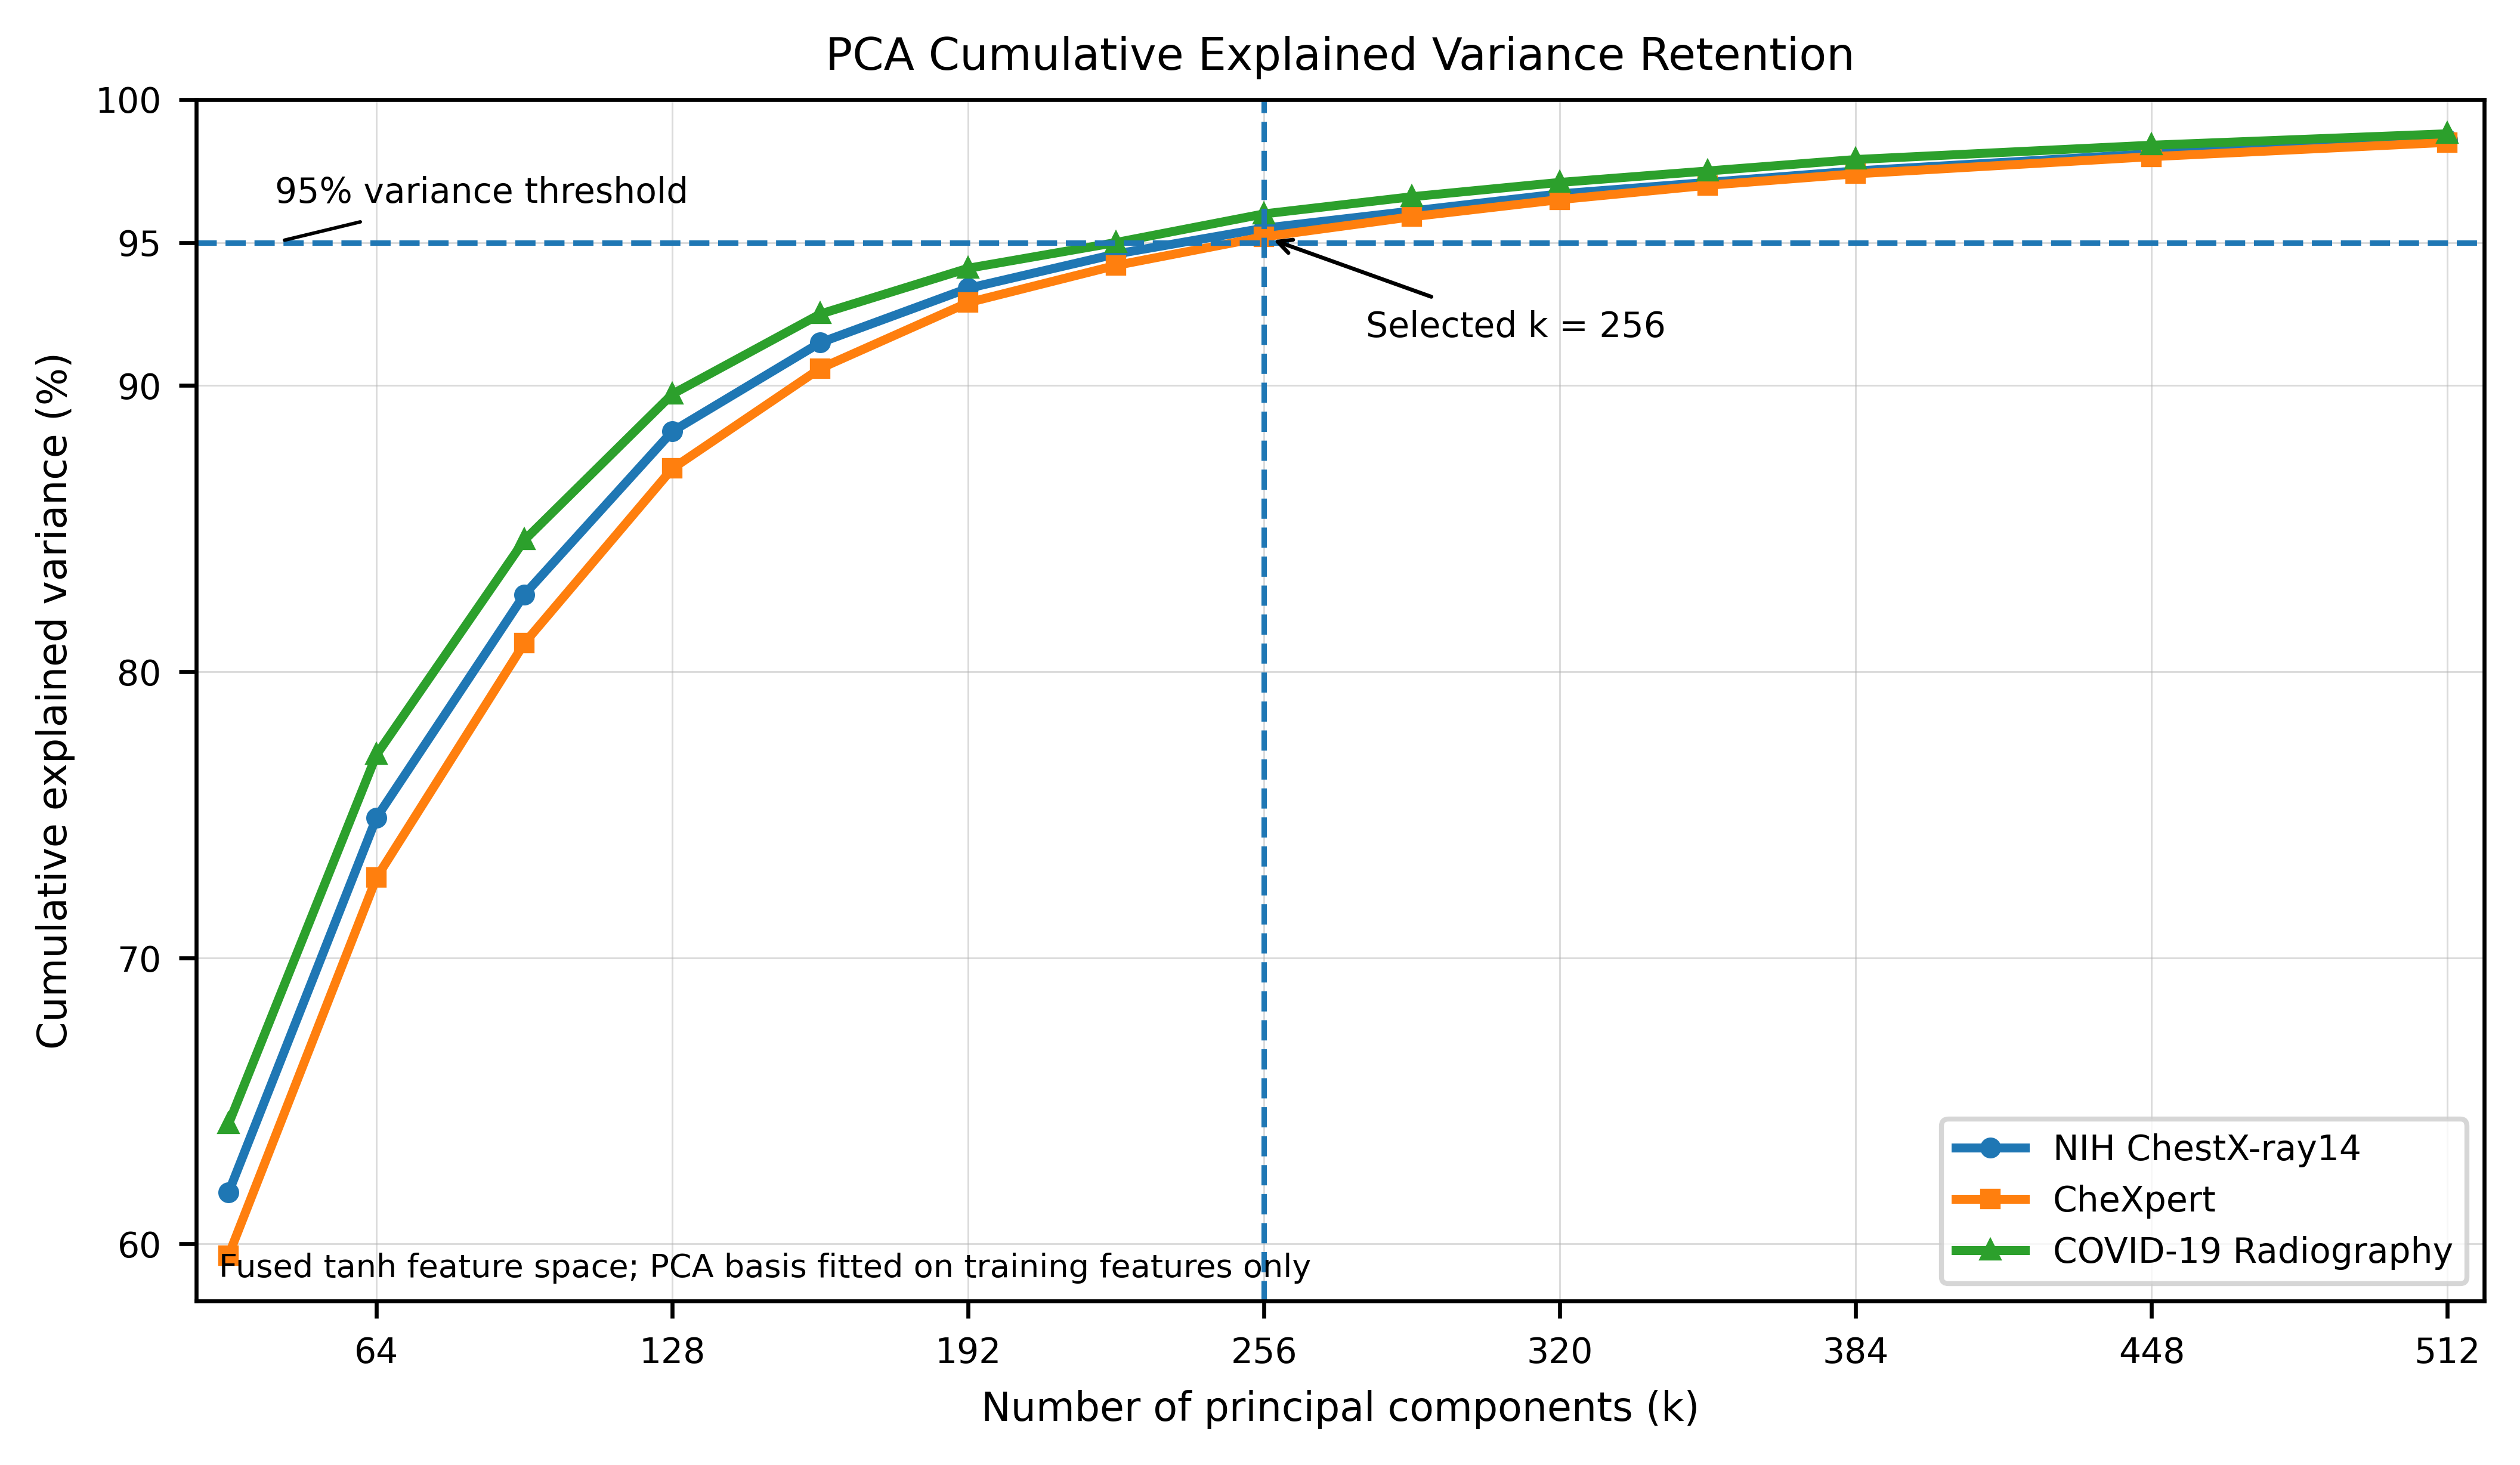 PCA Cumulative Explained Variance Retention
Cumulative explained variance (%)
100
95
90
80
70
60
95% variance threshold
Selected k = 256
Fused tanh feature space; PCA basis fitted on training features only
NIH ChestX-ray14
CheXpert
COVID-19 Radiography
64 128 192 256 320 384 448 512
Number of principal components (k)